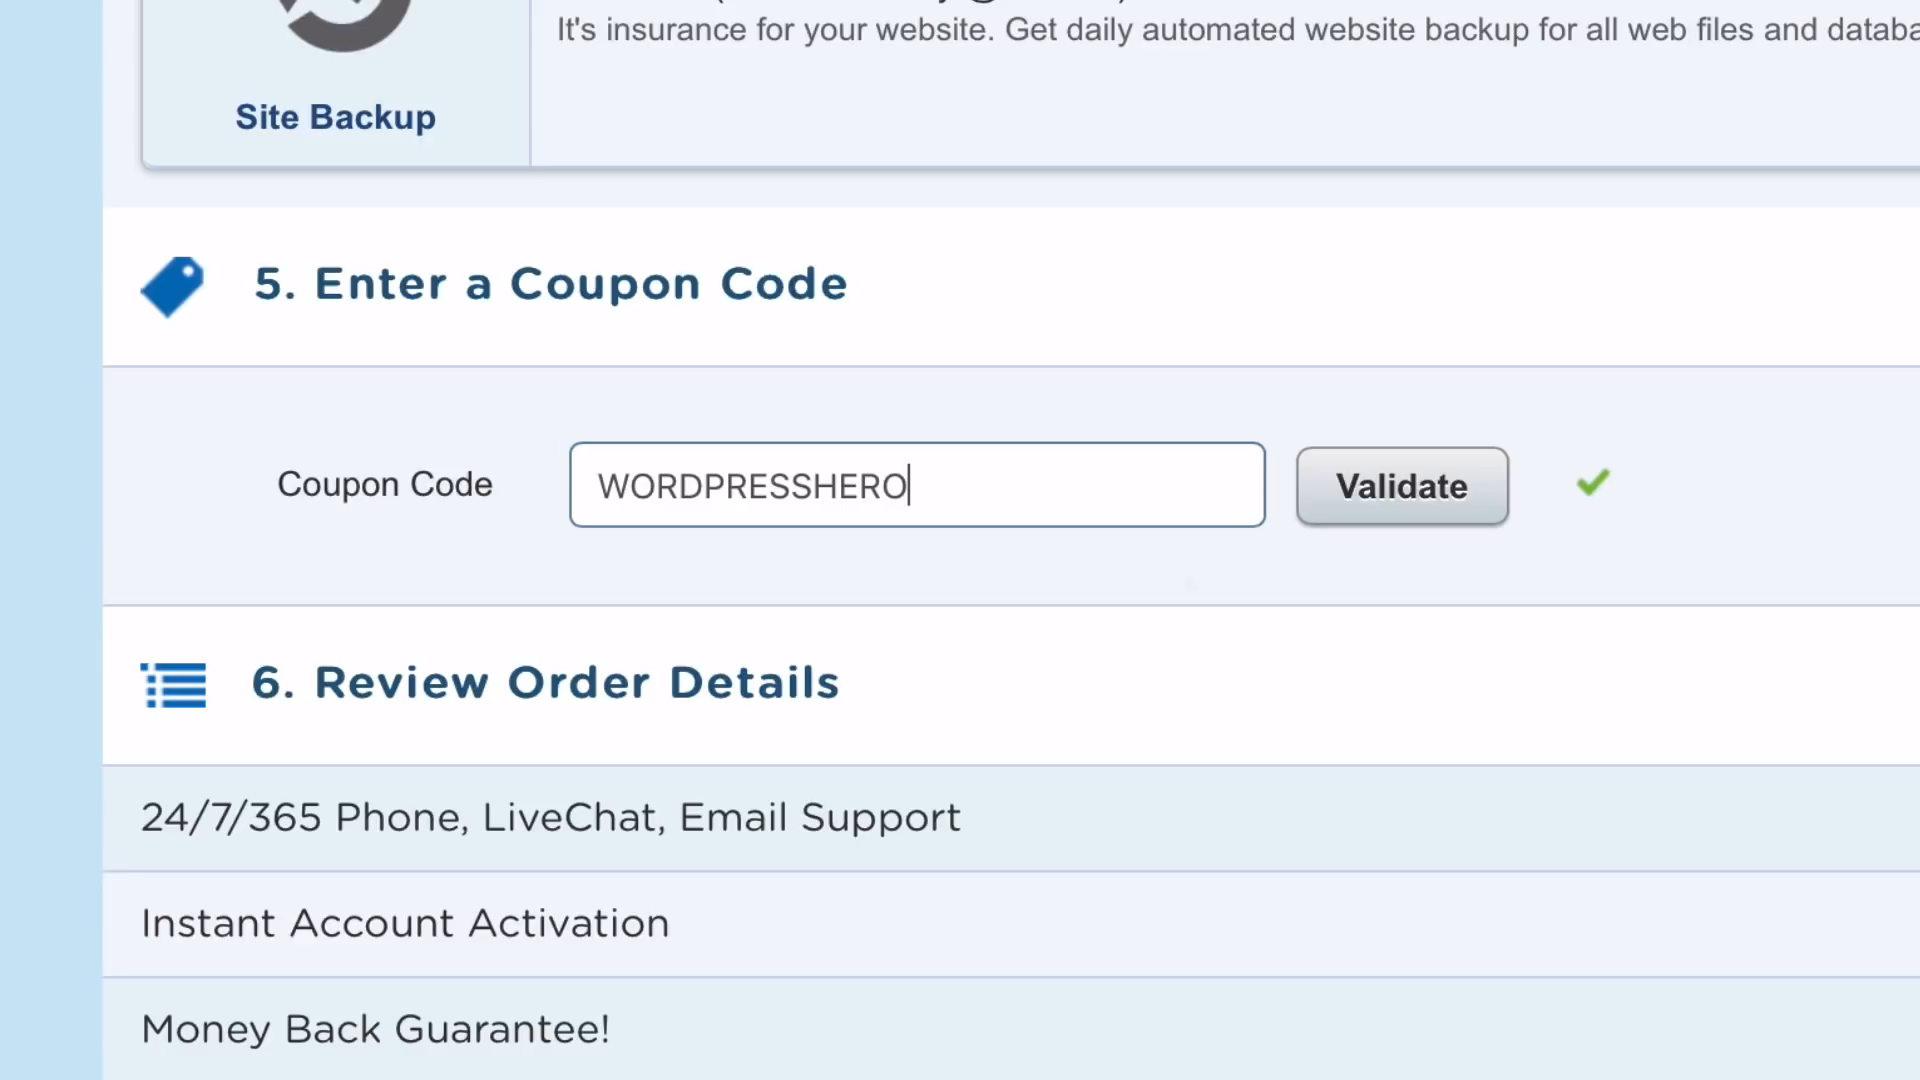 It's insurance for your website. Get daily automated website backup for all web files and databa
Site Backup
5. Enter a Coupon Code
Coupon Code
WORDPRESSHERO
Validate
6. Review Order Details
24/7/365 Phone, LiveChat, Email Support
Instant Account Activation
Money Back Guarantee!